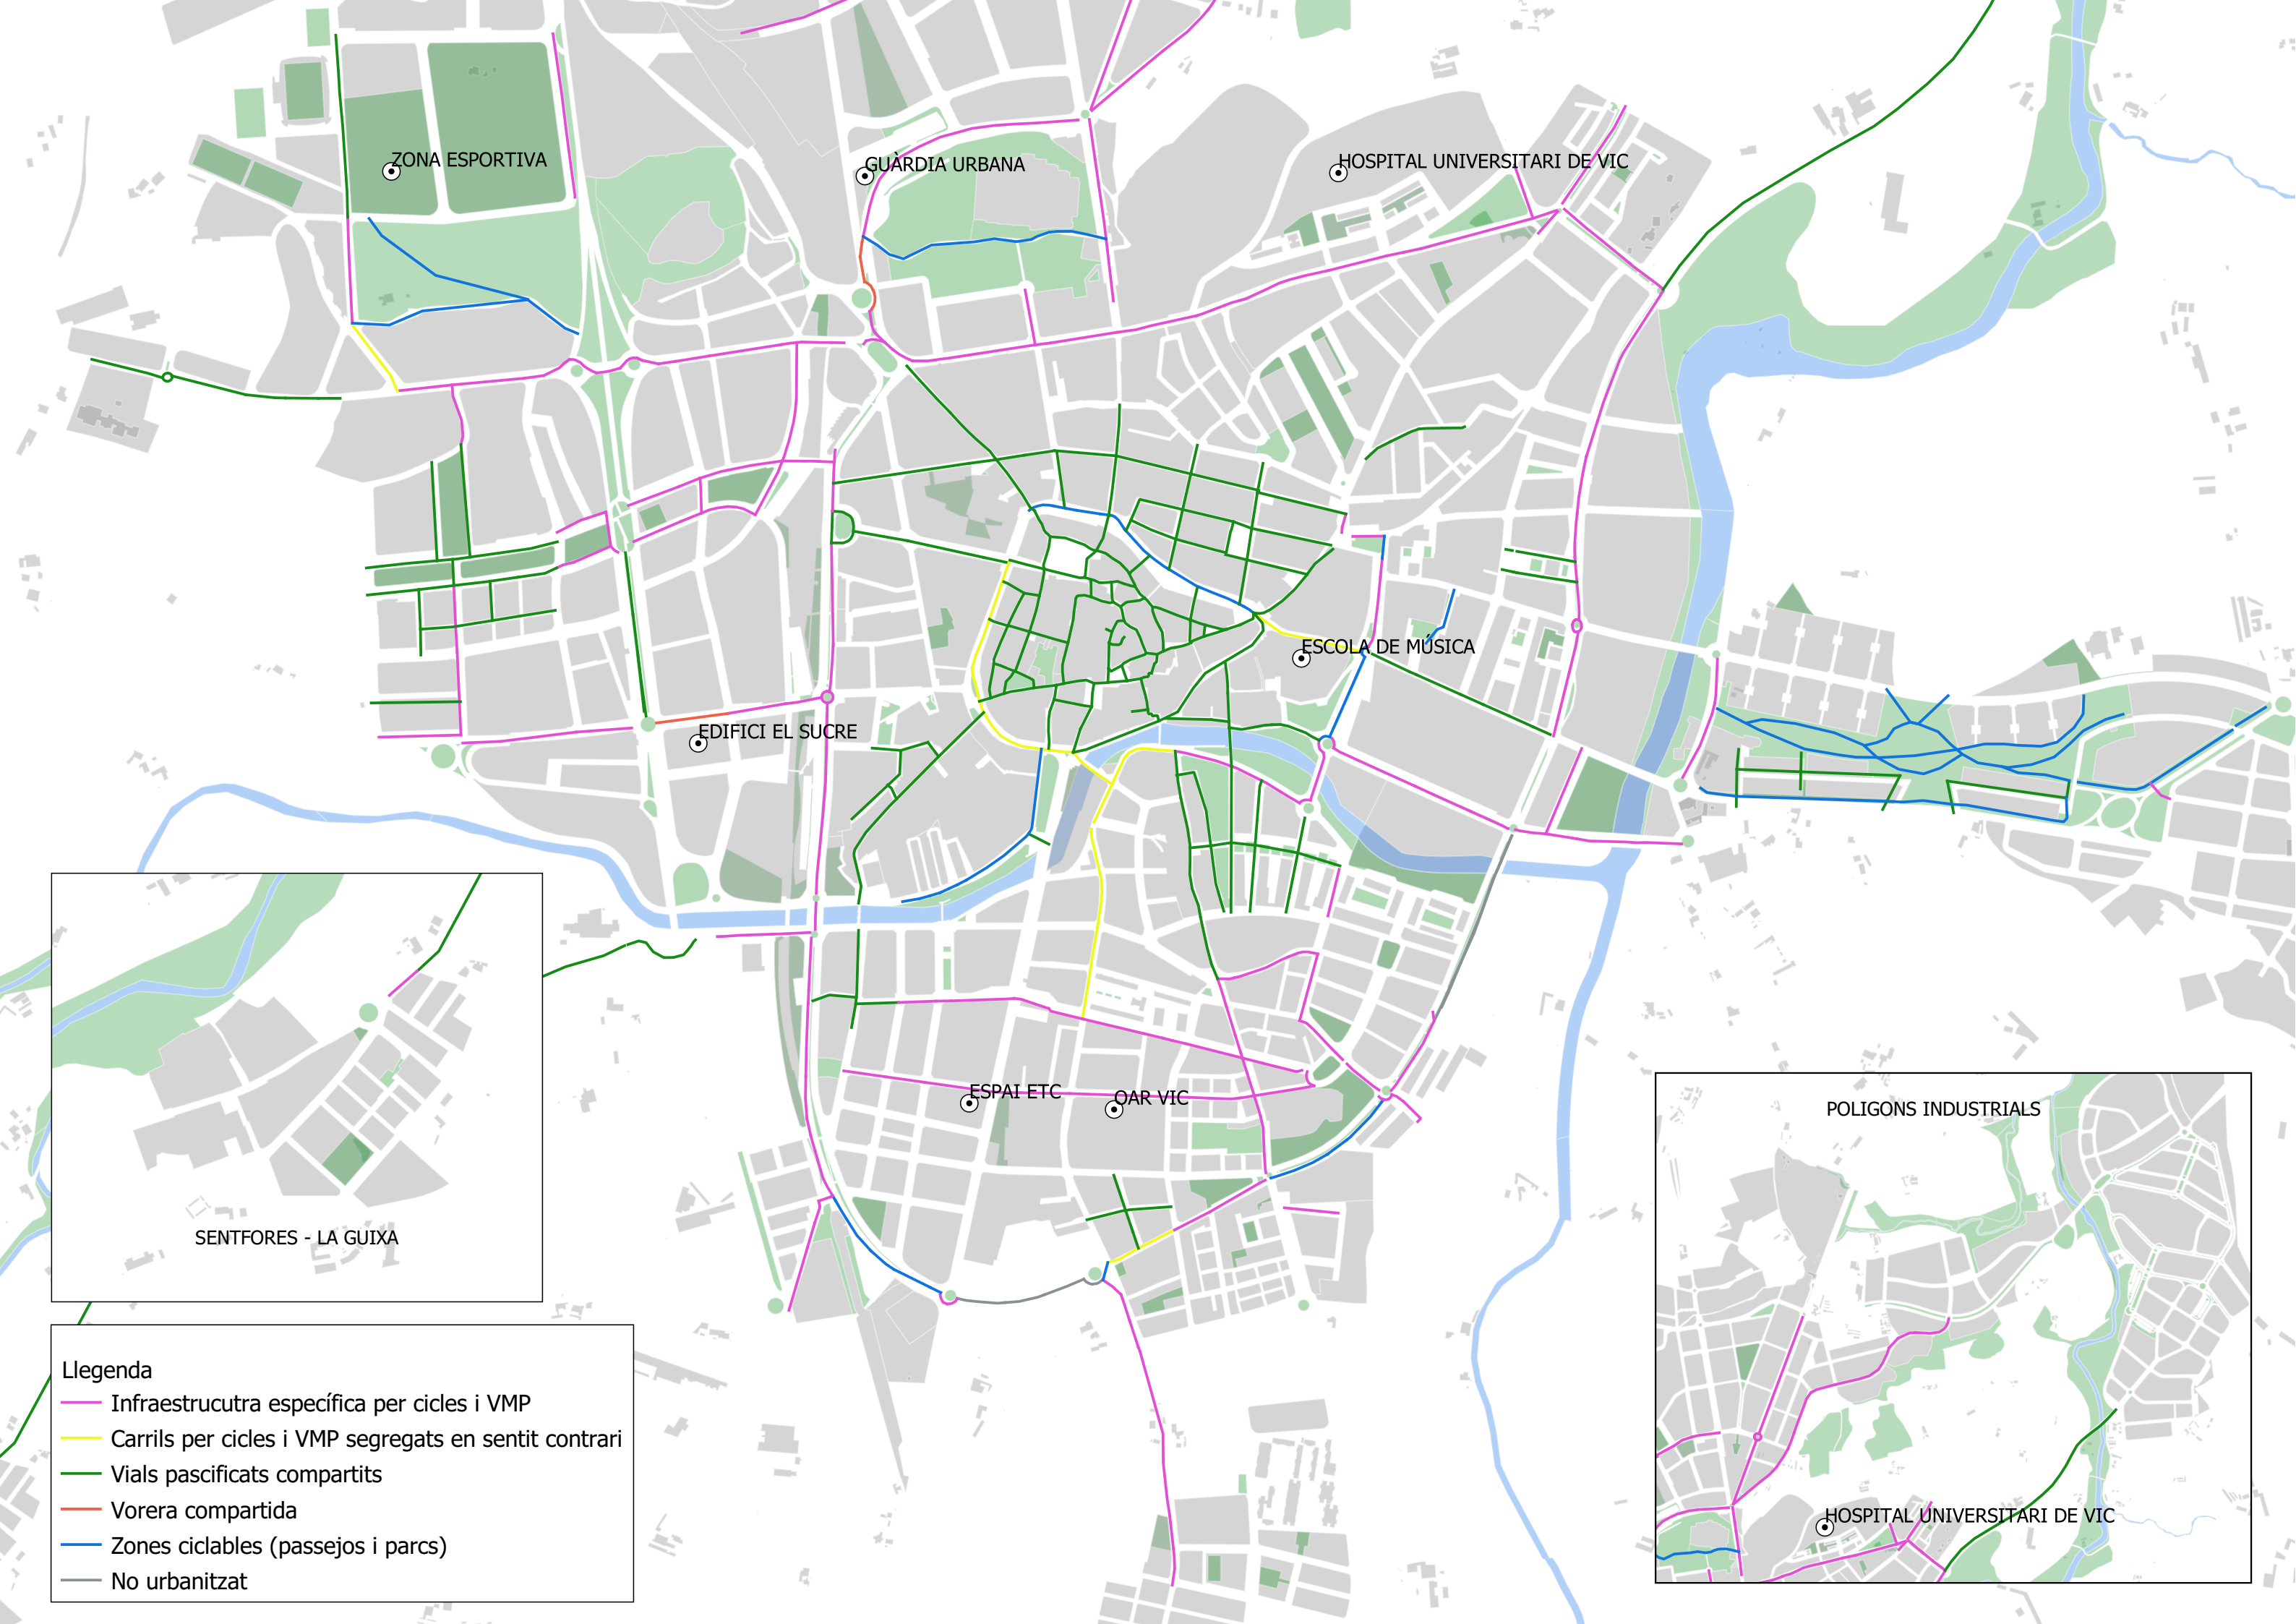 ZONA ESPORTIVA
GUÀRDIA URBANA
HOSPITAL UNIVERSITARI DE VIC
ESCOLA DE MÚSICA
EDIFICI EL SUCRE
ESPAI ETC
OAR VIC
SENTFORES - LA GUIXA
POLIGONS INDUSTRIALS
HOSPITAL UNIVERSITARI DE VIC
Llegenda
Infraestrucutra específica per cicles i VMP
Carrils per cicles i VMP segregats en sentit contrari
Vials pascificats compartits
Vorera compartida
Zones ciclables (passejos i parcs)
No urbanitzat